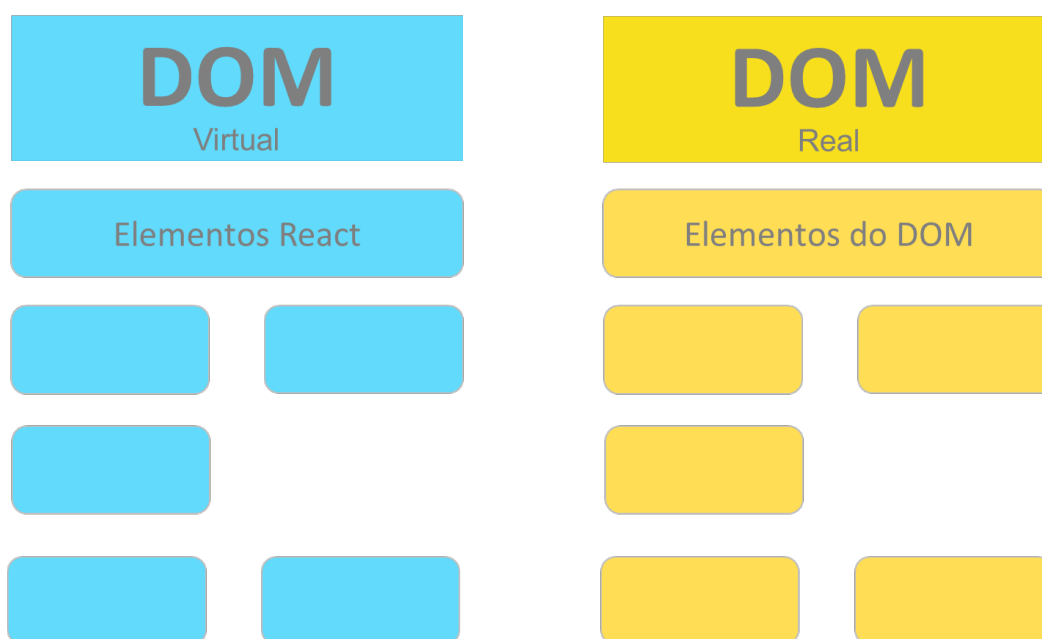 DOM
Virtual
Elementos React
DOM
Real
Elementos do DOM